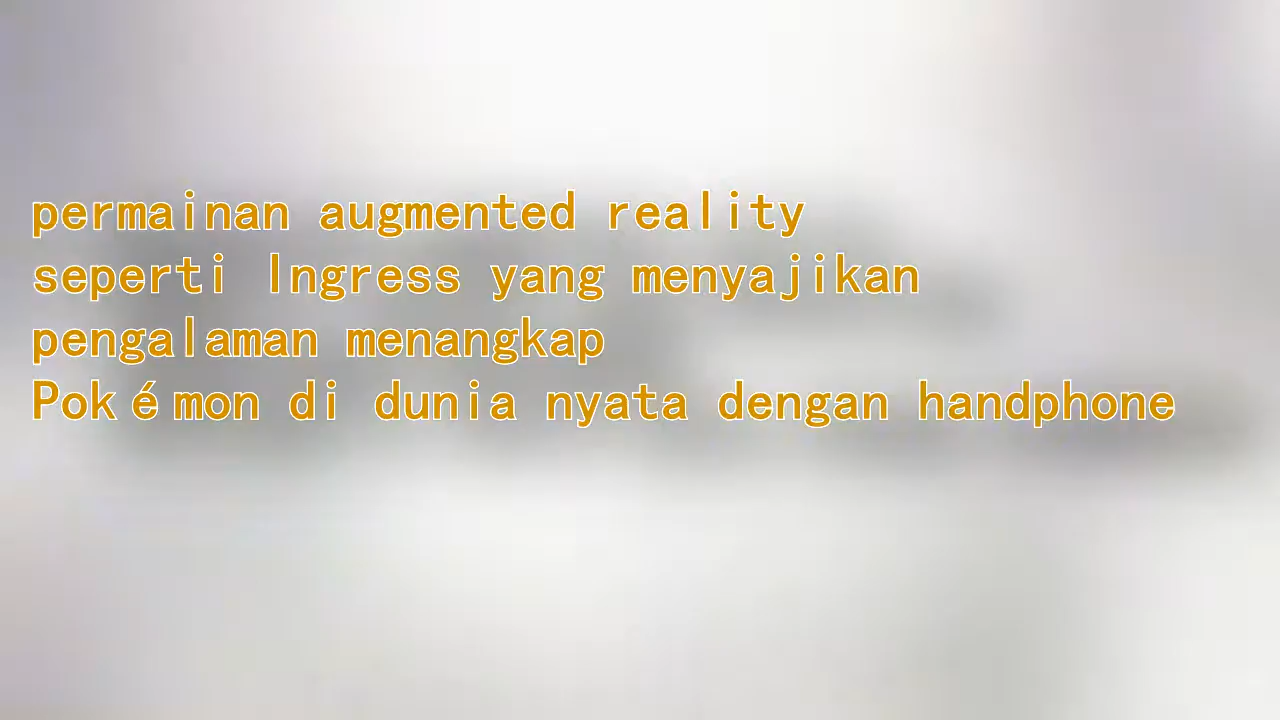 permainan augmented reality
seperti Ingress yang menyajikan
pengalaman menangkap
Pokémon di dunia nyata dengan handphone